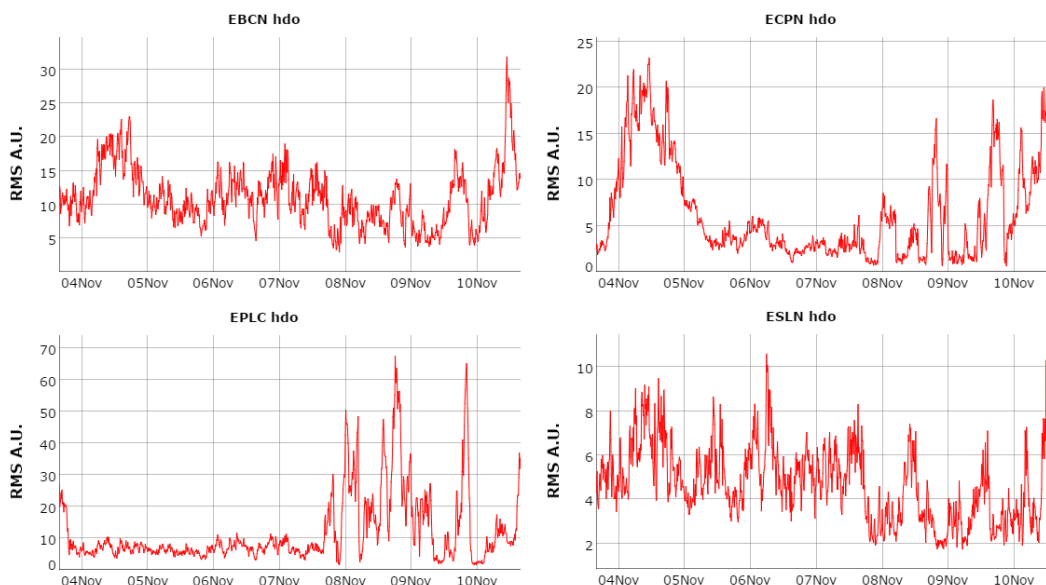 EBCN hdo
RMS A.U.
30
25
20
15
10
5
04Nov 05Nov 06Nov 07Nov 08Nov 09Nov 10Nov
ECPN hdo
RMS A.U.
25
20
15
10
5
0
04Nov 05Nov 06Nov 07Nov 08Nov 09Nov 10Nov
EPLC hdo
RMS A.U.
70
60
50
40
30
20
10
0
04Nov 05Nov 06Nov 07Nov 08Nov 09Nov 10Nov
ESLN hdo
RMS A.U.
10
8
6
4
2
04Nov 05Nov 06Nov 07Nov 08Nov 09Nov 10Nov